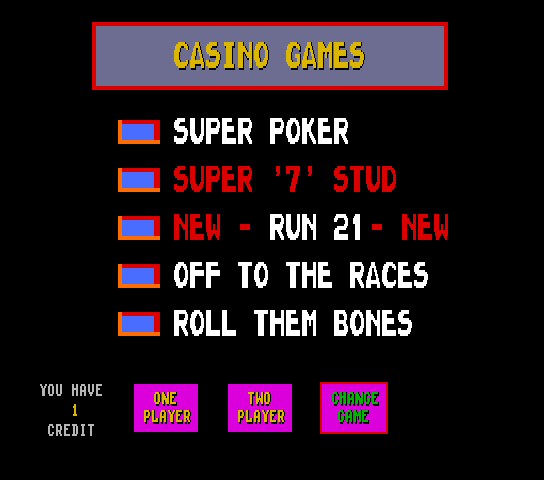 CASINO GAMES
SUPER POKER
SUPER '7' STUD
NEW - RUN 21 - NEW
OFF TO THE RACES
ROLL THEM BONES
YOU HAVE
1
CREDIT
ONE
PLAYER
TWO
PLAYER
CHANGE
GAME